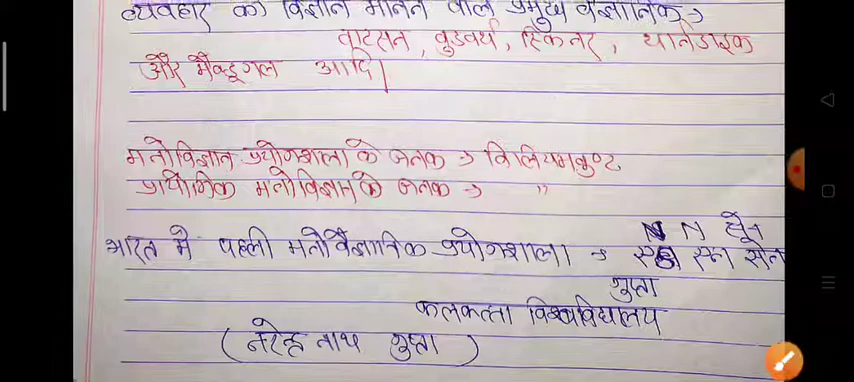 व्यवहार का विज्ञान मानने वाले प्रमुख वैज्ञानिक →
वाटसन, वुडवर्थ, स्किनर, थार्नडाइक
और मैक्डूगल आदि।
मनोविज्ञान प्रयोगशाला के जनक → विलियम वुण्ट
प्रायोगिक मनोविज्ञान के जनक → ”
N N सेन
भारत मे पहली मनोवैज्ञानिक प्रयोगशाला → एन सेन
गुप्ता
कलकत्ता विश्वविद्यालय
(नरेन्द्र नाथ गुप्ता)